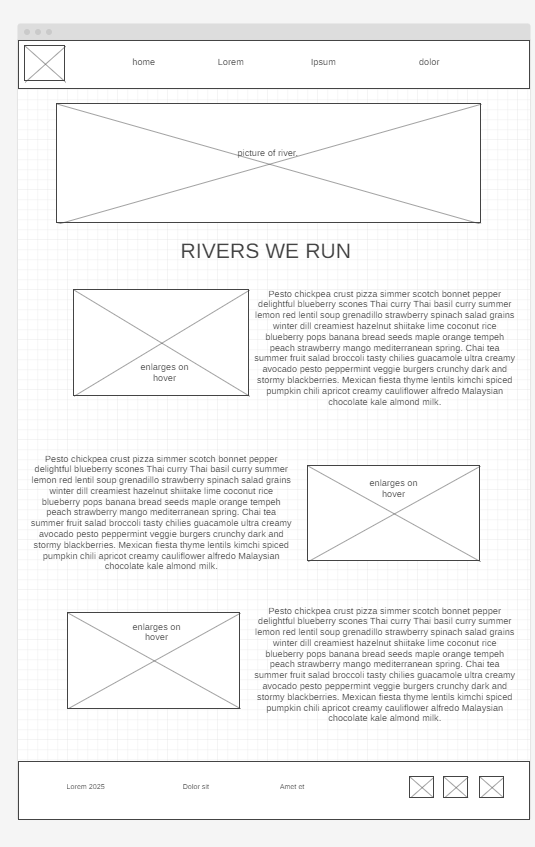 home Lorem Ipsum dolor
picture of river.
RIVERS WE RUN
enlarges on
hover
Pesto chickpea crust pizza simmer scotch bonnet pepper
delightful blueberry scones Thai curry Thai basil curry summer
lemon red lentil soup grenadillo strawberry spinach salad grains
winter dill creamiest hazelnut shiitake lime coconut rice
blueberry pops banana bread seeds maple orange tempeh
peach strawberry mango mediterranean spring. Chai tea
summer fruit salad broccoli tasty chilies guacamole ultra creamy
avocado pesto peppermint veggie burgers crunchy dark and
stormy blackberries. Mexican fiesta thyme lentils kimchi spiced
pumpkin chili apricot creamy cauliflower alfredo Malaysian
chocolate kale almond milk.
Pesto chickpea crust pizza simmer scotch bonnet pepper
delightful blueberry scones Thai curry Thai basil curry summer
lemon red lentil soup grenadillo strawberry spinach salad grains
winter dill creamiest hazelnut shiitake lime coconut rice
blueberry pops banana bread seeds maple orange tempeh
peach strawberry mango mediterranean spring. Chai tea
summer fruit salad broccoli tasty chilies guacamole ultra creamy
avocado pesto peppermint veggie burgers crunchy dark and
stormy blackberries. Mexican fiesta thyme lentils kimchi spiced
pumpkin chili apricot creamy cauliflower alfredo Malaysian
chocolate kale almond milk.
enlarges on
hover
enlarges on
hover
Pesto chickpea crust pizza simmer scotch bonnet pepper
delightful blueberry scones Thai curry Thai basil curry summer
lemon red lentil soup grenadillo strawberry spinach salad grains
winter dill creamiest hazelnut shiitake lime coconut rice
blueberry pops banana bread seeds maple orange tempeh
peach strawberry mango mediterranean spring. Chai tea
summer fruit salad broccoli tasty chilies guacamole ultra creamy
avocado pesto peppermint veggie burgers crunchy dark and
stormy blackberries. Mexican fiesta thyme lentils kimchi spiced
pumpkin chili apricot creamy cauliflower alfredo Malaysian
chocolate kale almond milk.
Lorem 2025 Dolor sit Amet et